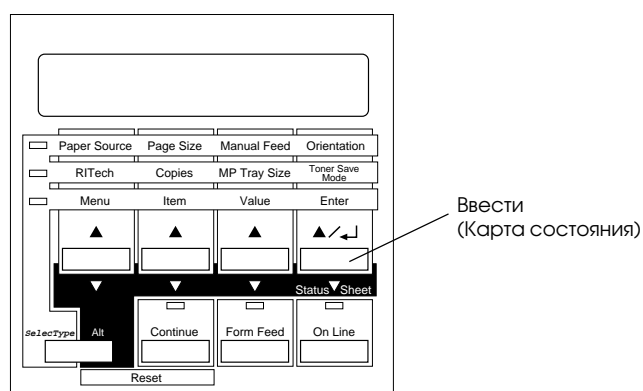 Paper Source Page Size Manual Feed Orientation
RITech Copies MP Tray Size Toner Save
Mode
Menu Item Value Enter
Ввести
(Карта состояния)
Status Sheet
SelecType Alt Continue Form Feed On Line
Reset